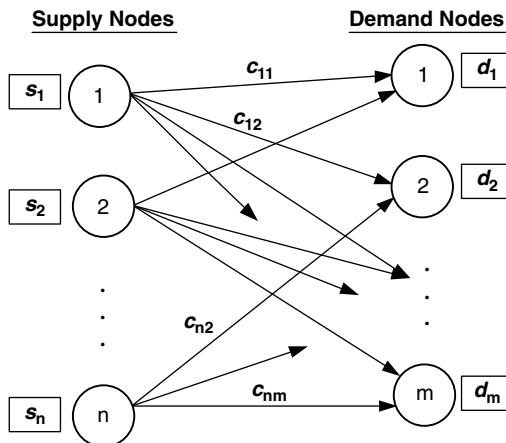 Supply Nodes Demand Nodes
s1 1 c11 1 d1
c12
s2 2 2 d2
cn2
m dm
sn n cnm